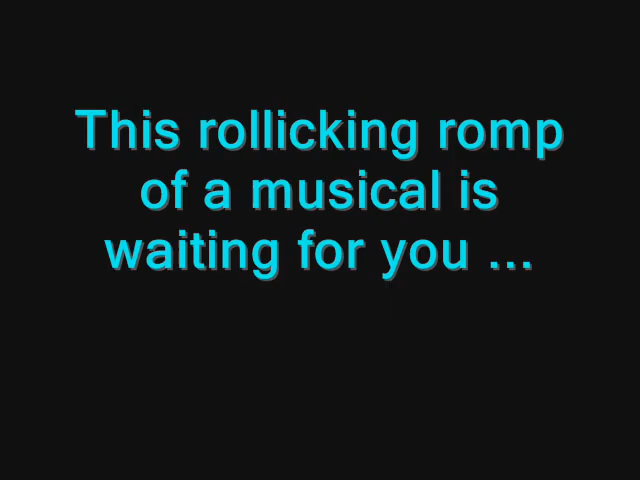 This rollicking romp
of a musical is
waiting for you ...